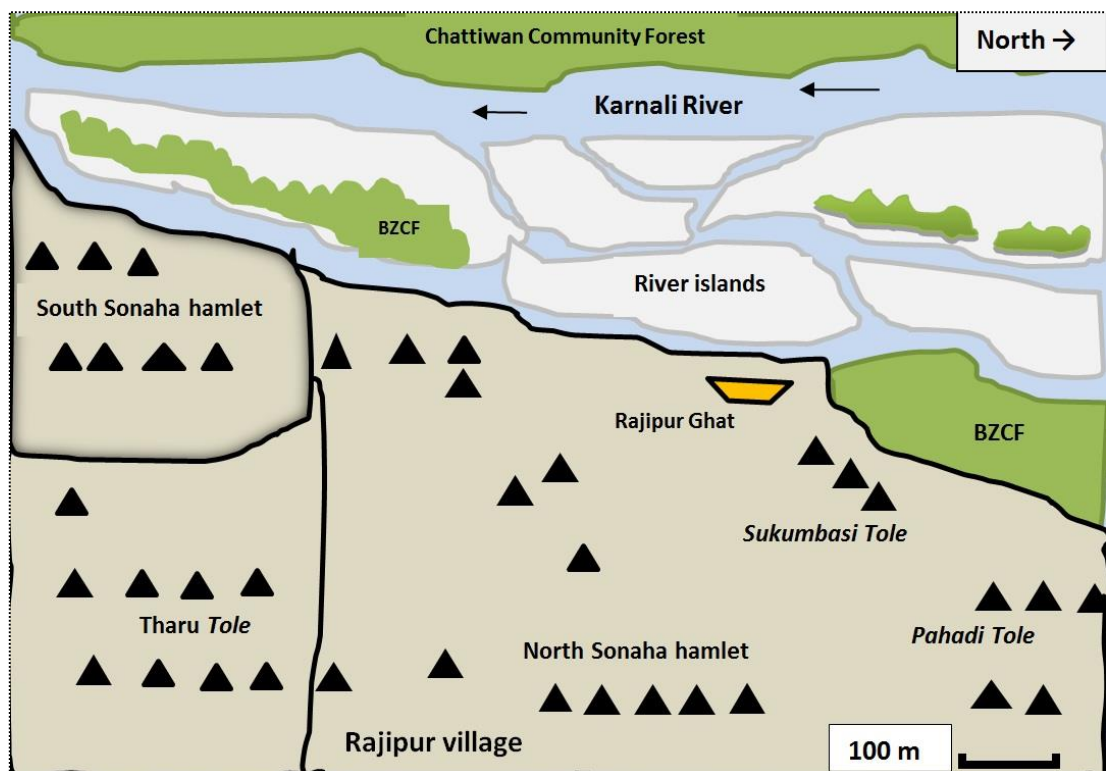 Chattiwan Community Forest
North →
Karnali River
BZCF
River islands
South Sonaha hamlet
Rajipur Ghat
BZCF
Sukumbasi Tole
Tharu Tole
Pahadi Tole
North Sonaha hamlet
Rajipur village
100 m